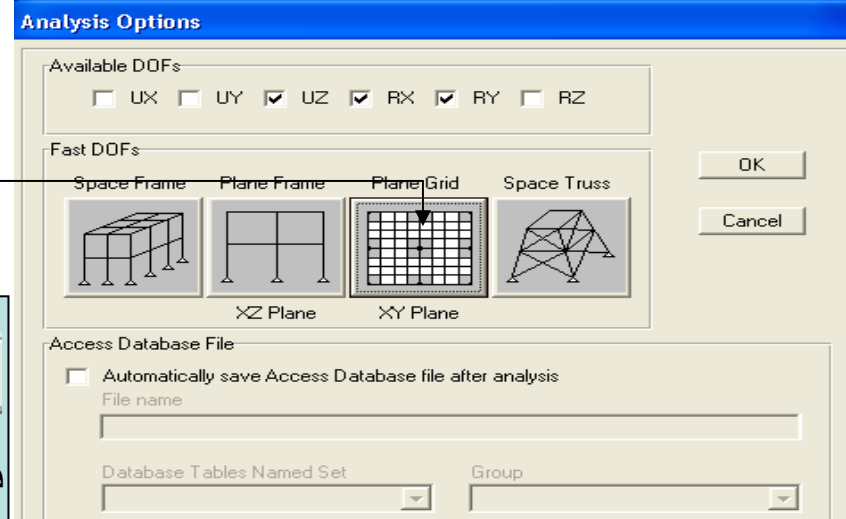 Analysis Options
Available DOFs
UX UY UZ RX RY RZ
Fast DOFs
Space Frame Plane Frame Plane Grid Space Truss
OK
Cancel
XZ Plane XY Plane
Access Database File
Automatically save Access Database file after analysis
File name
Database Tables Named Set Group